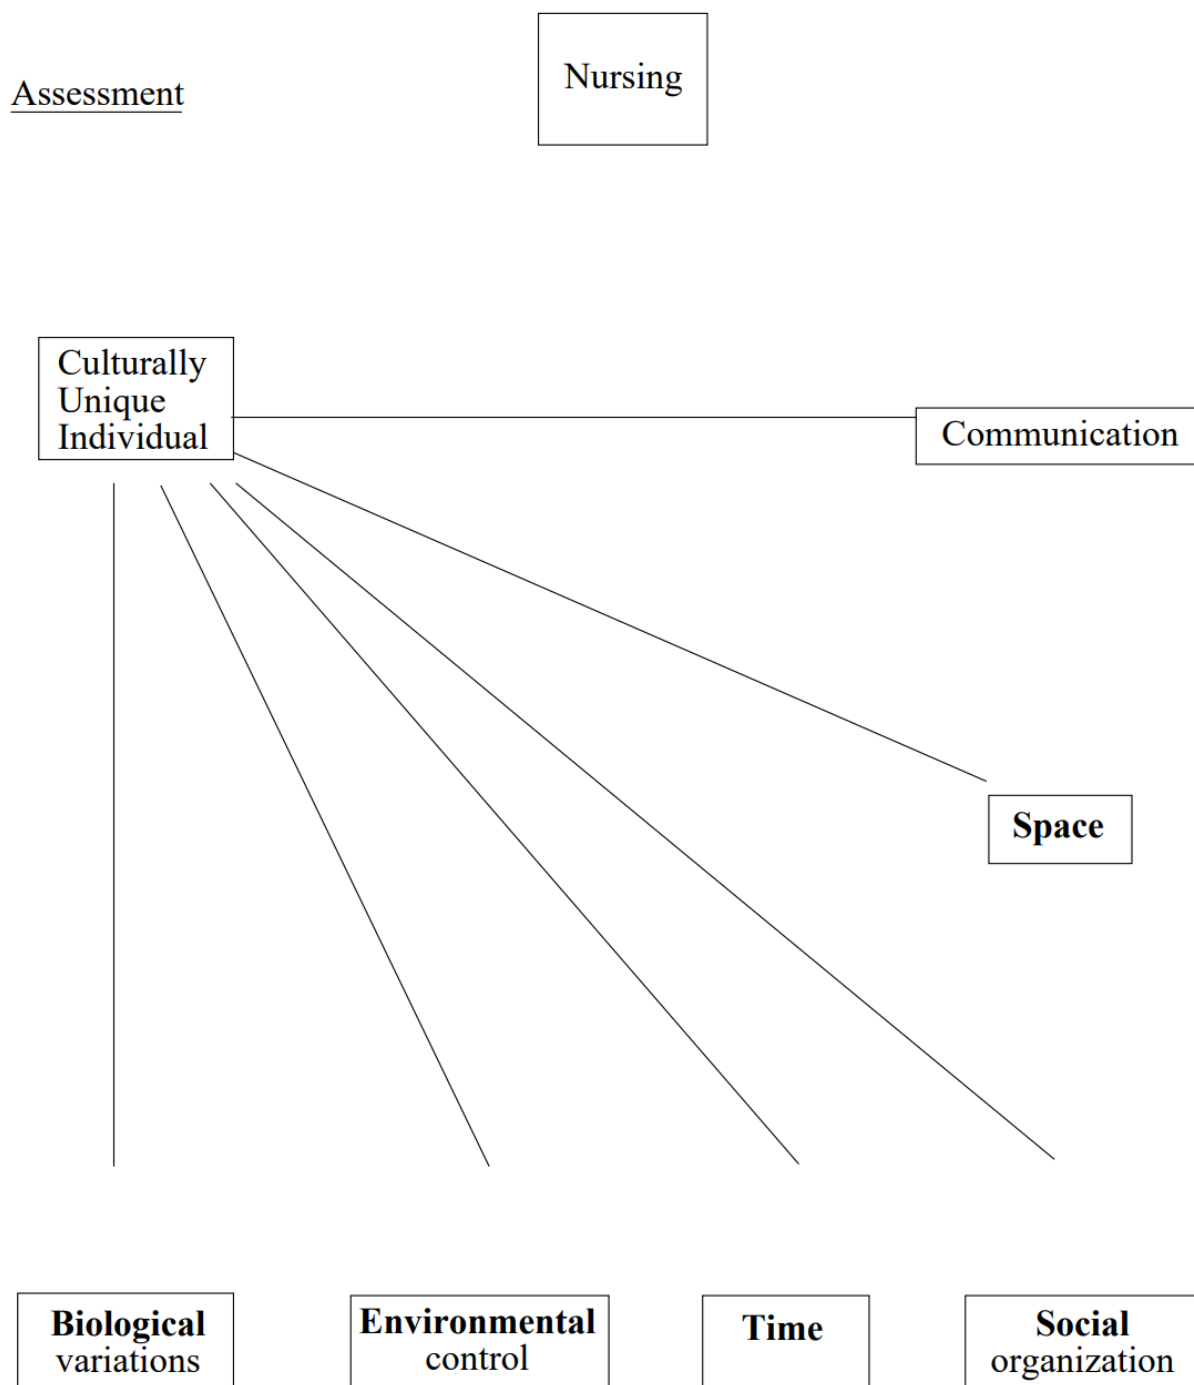 Nursing
Assessment
Culturally
Unique
Individual
Communication
Space
Biological
variations
Environmental
control
Time
Social
organization